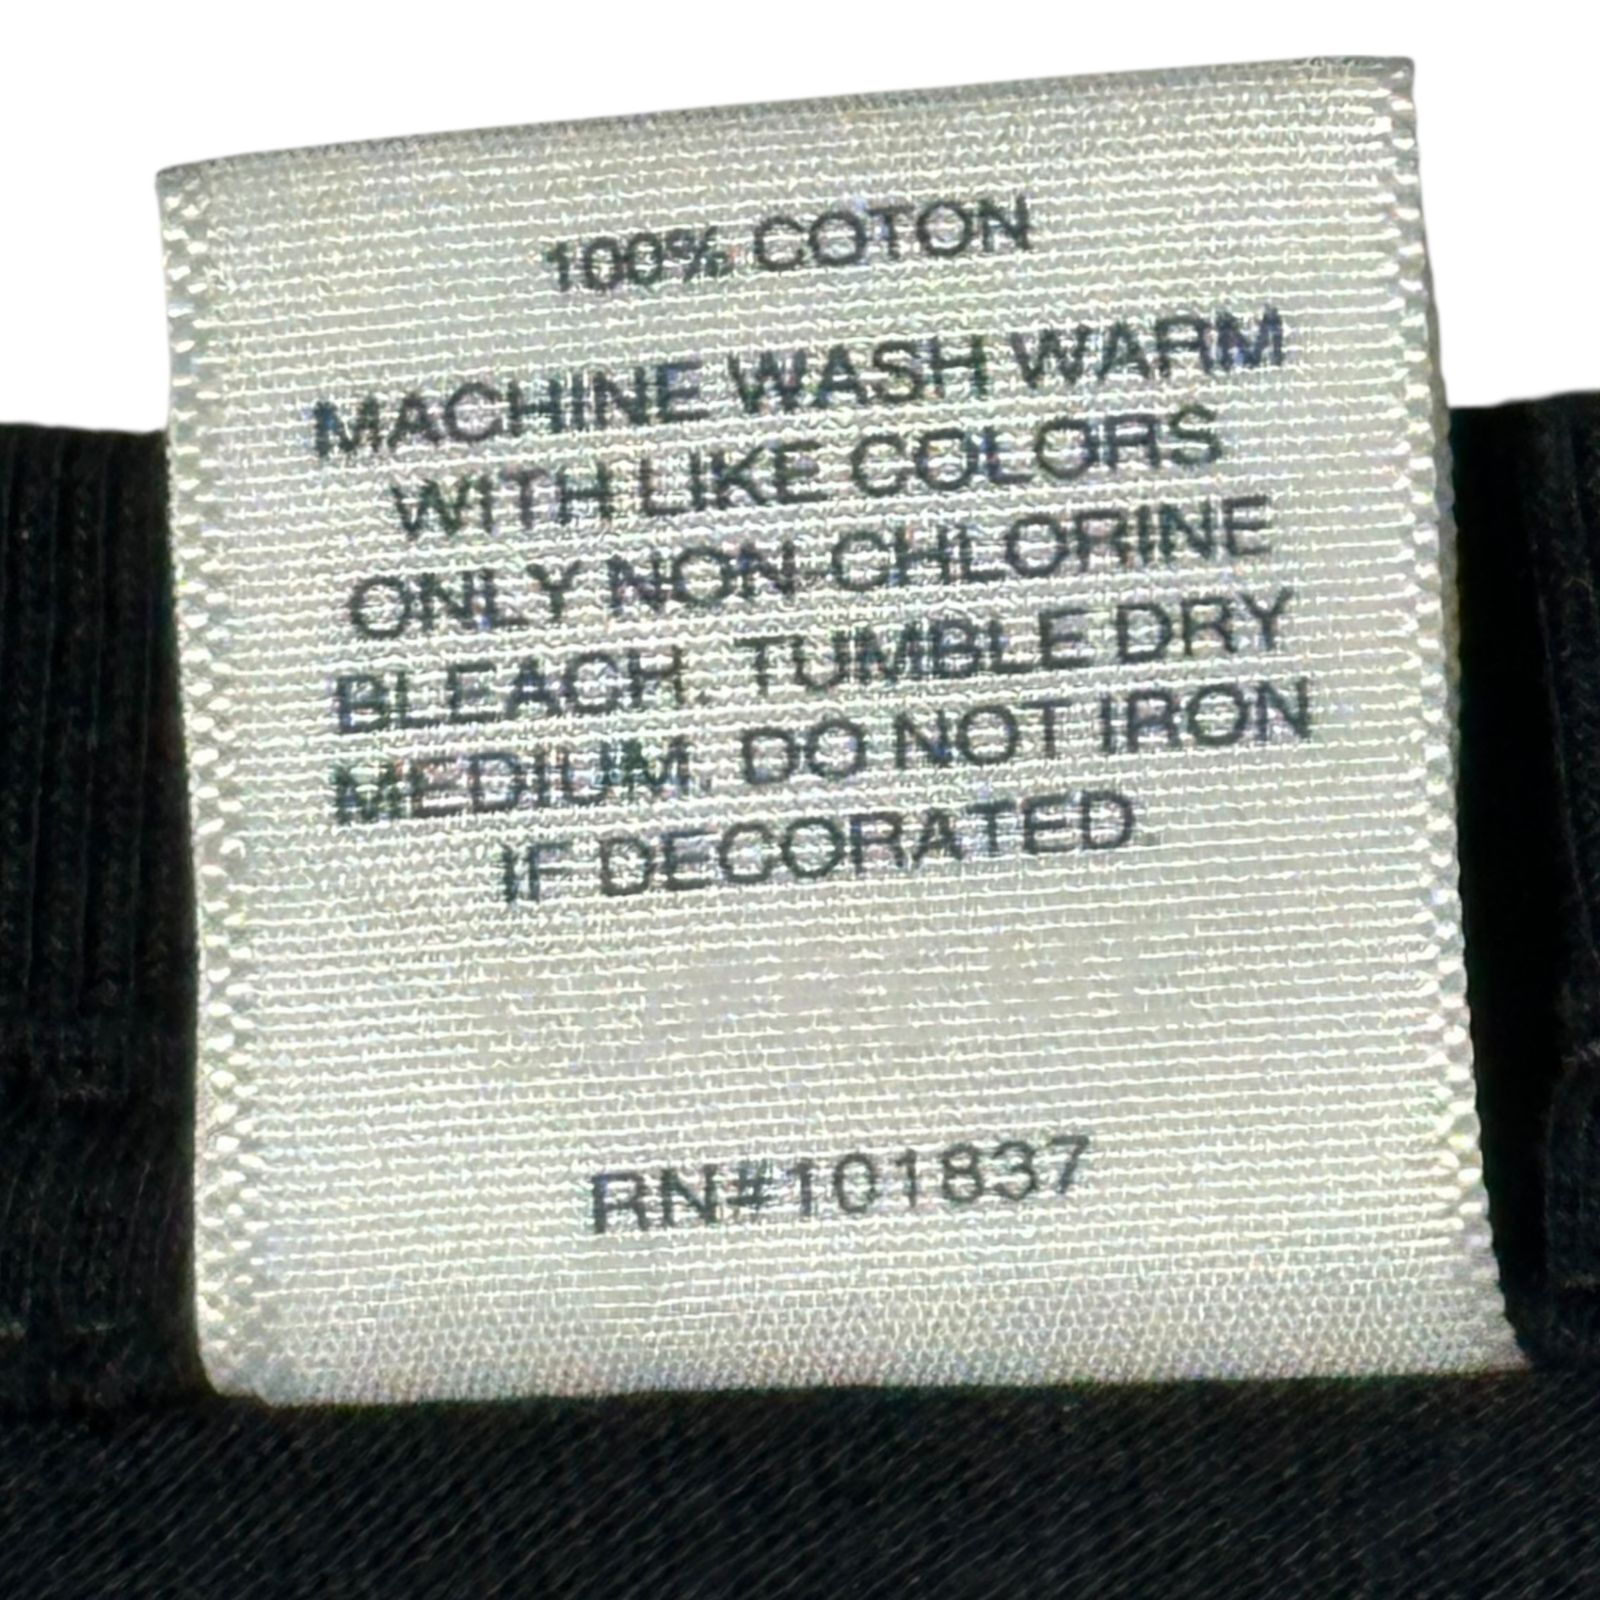 100% COTON
MACHINE WASH WARM
WITH LIKE COLORS
ONLY NON-CHLORINE
BLEACH. TUMBLE DRY
MEDIUM. DO NOT IRON
IF DECORATED
RN#101837